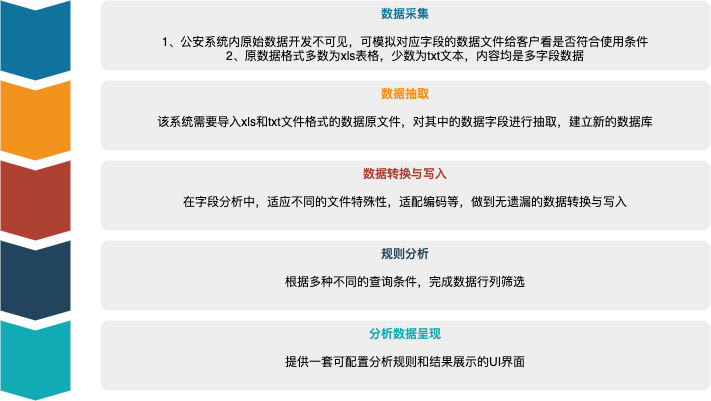 数据采集
1、公安系统内原始数据开发不可见，可模拟对应字段的数据文件给客户看是否符合使用条件
2、原数据格式多数为xls表格，少数为txt文本，内容均是多字段数据
数据抽取
该系统需要导入xls和txt文件格式的数据原文件，对其中的数据字段进行抽取，建立新的数据库
数据转换与写入
在字段分析中，适应不同的文件特殊性，适配编码等，做到无遗漏的数据转换与写入
规则分析
根据多种不同的查询条件，完成数据行列筛选
分析数据呈现
提供一套可配置分析规则和结果展示的UI界面